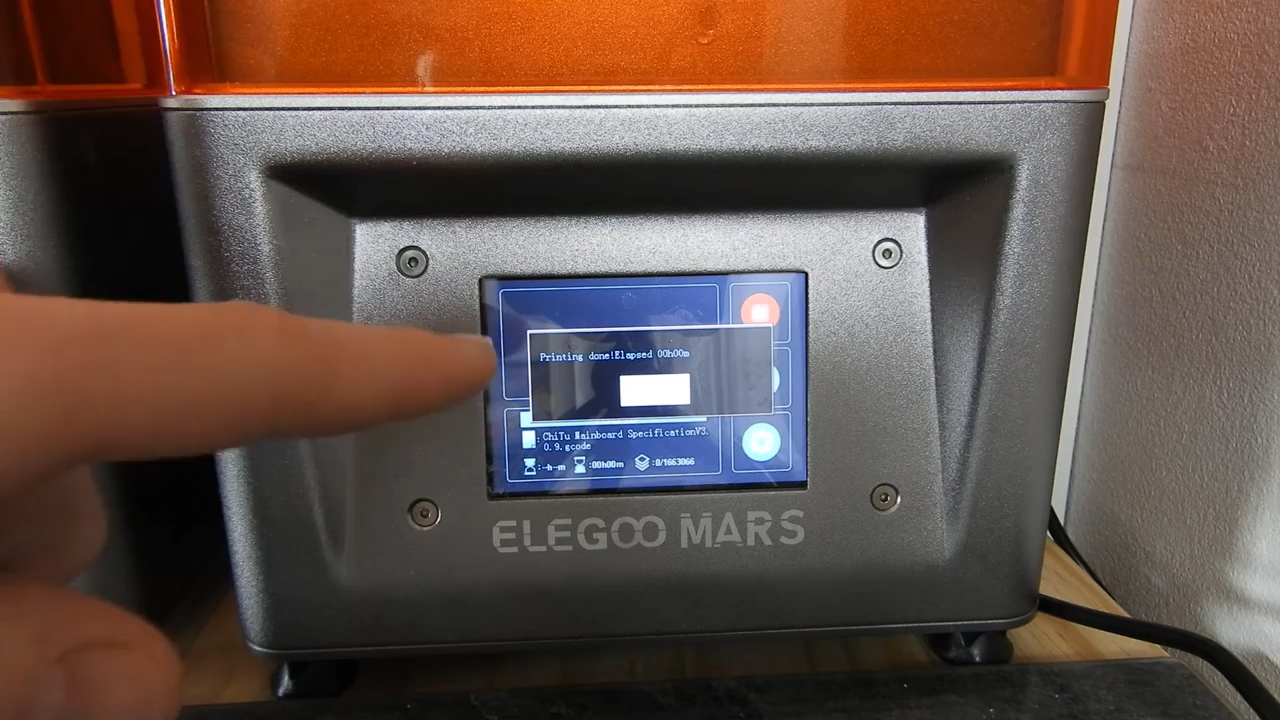 Printing done!Elapsed 00h00m
: ChiTu Mainboard SpecificationV3.
0.9.gcode
:-h-m :00h00m :0/1663066
ELEGOO MARS